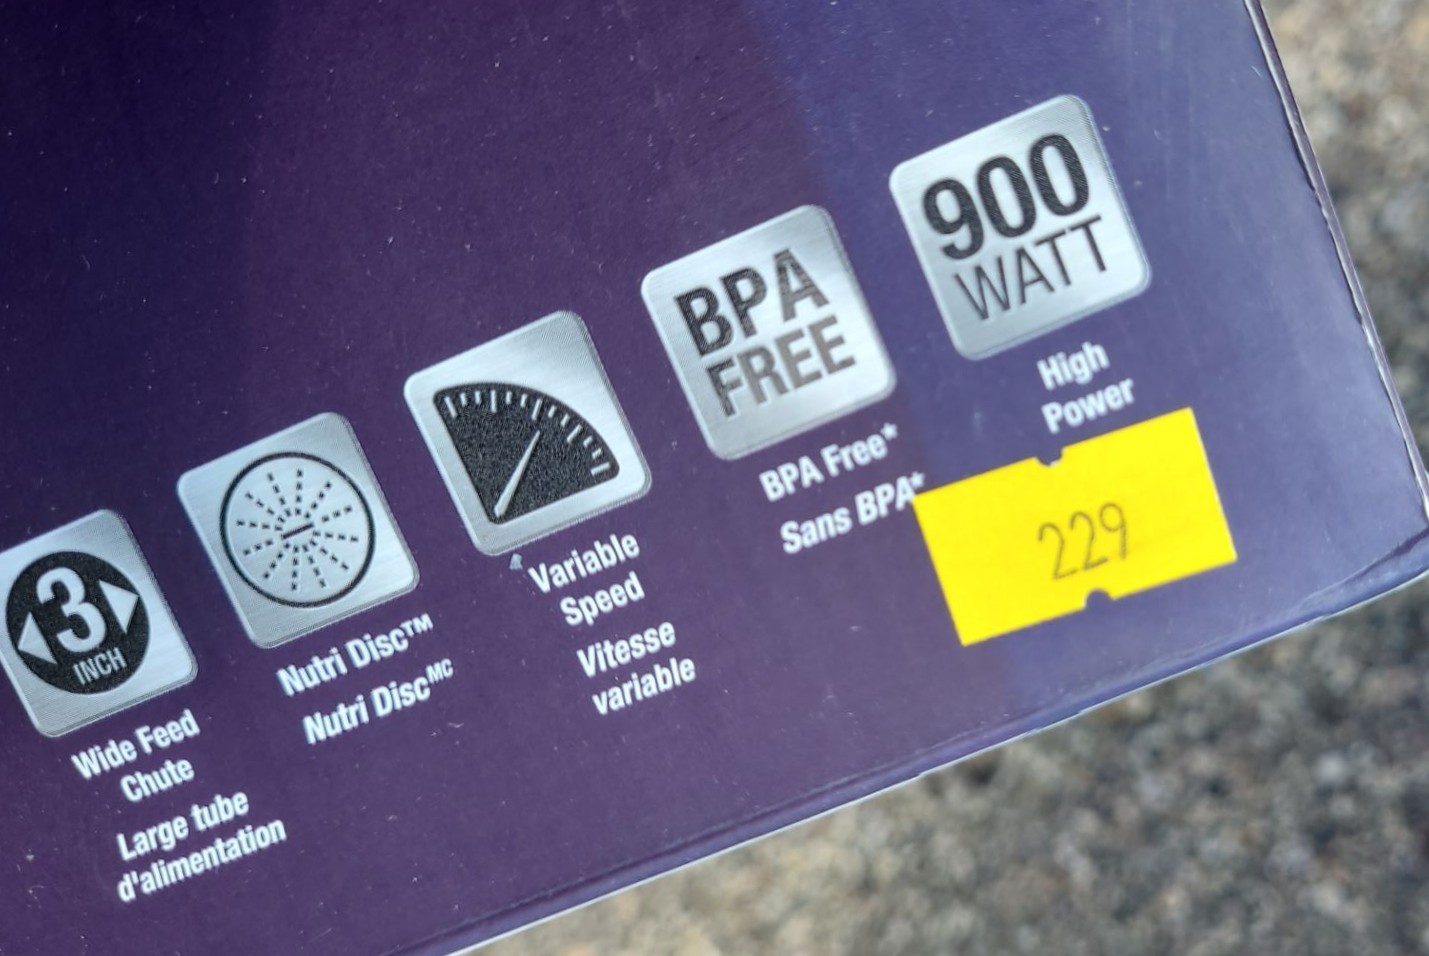 3
INCH
Wide Feed
Chute
Large tube
d'alimentation
Nutri Disc™
Nutri Disc MC
Variable
Speed
Vitesse
variable
BPA
FREE
BPA Free*
Sans BPA*
900
WATT
High
Power
229